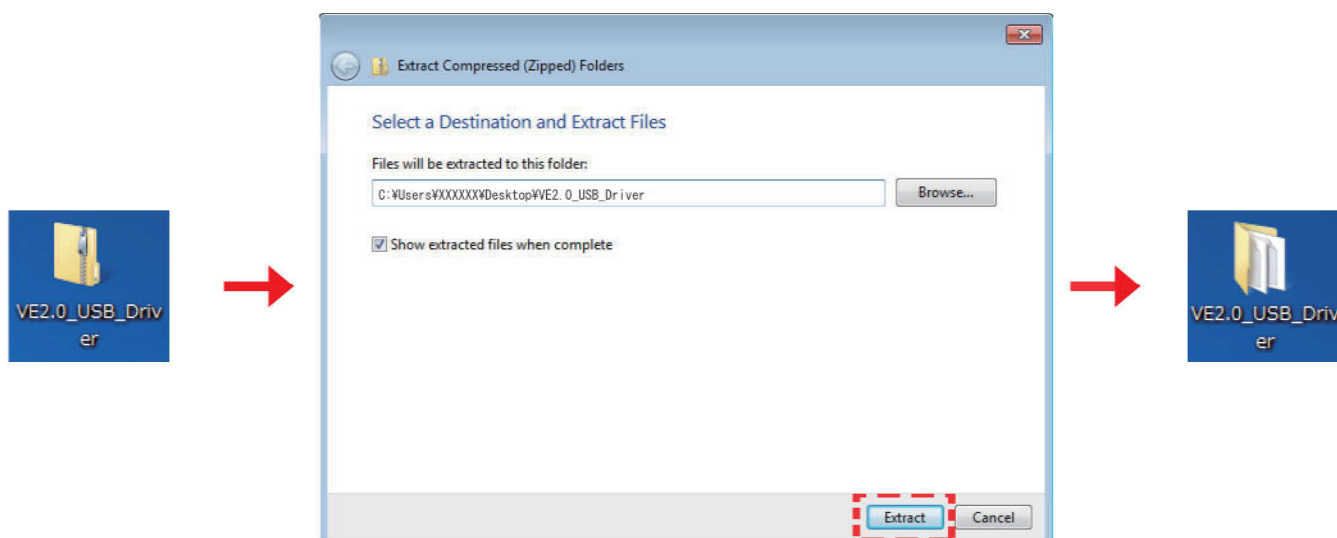 Extract Compressed (Zipped) Folders
Select a Destination and Extract Files
Files will be extracted to this folder:
C:¥Users¥XXXXXX¥Desktop¥VE2.0_USB_Driver
Browse...
Show extracted files when complete
VE2.0_USB_Driv
er
VE2.0_USB_Driv
er
Extract
Cancel